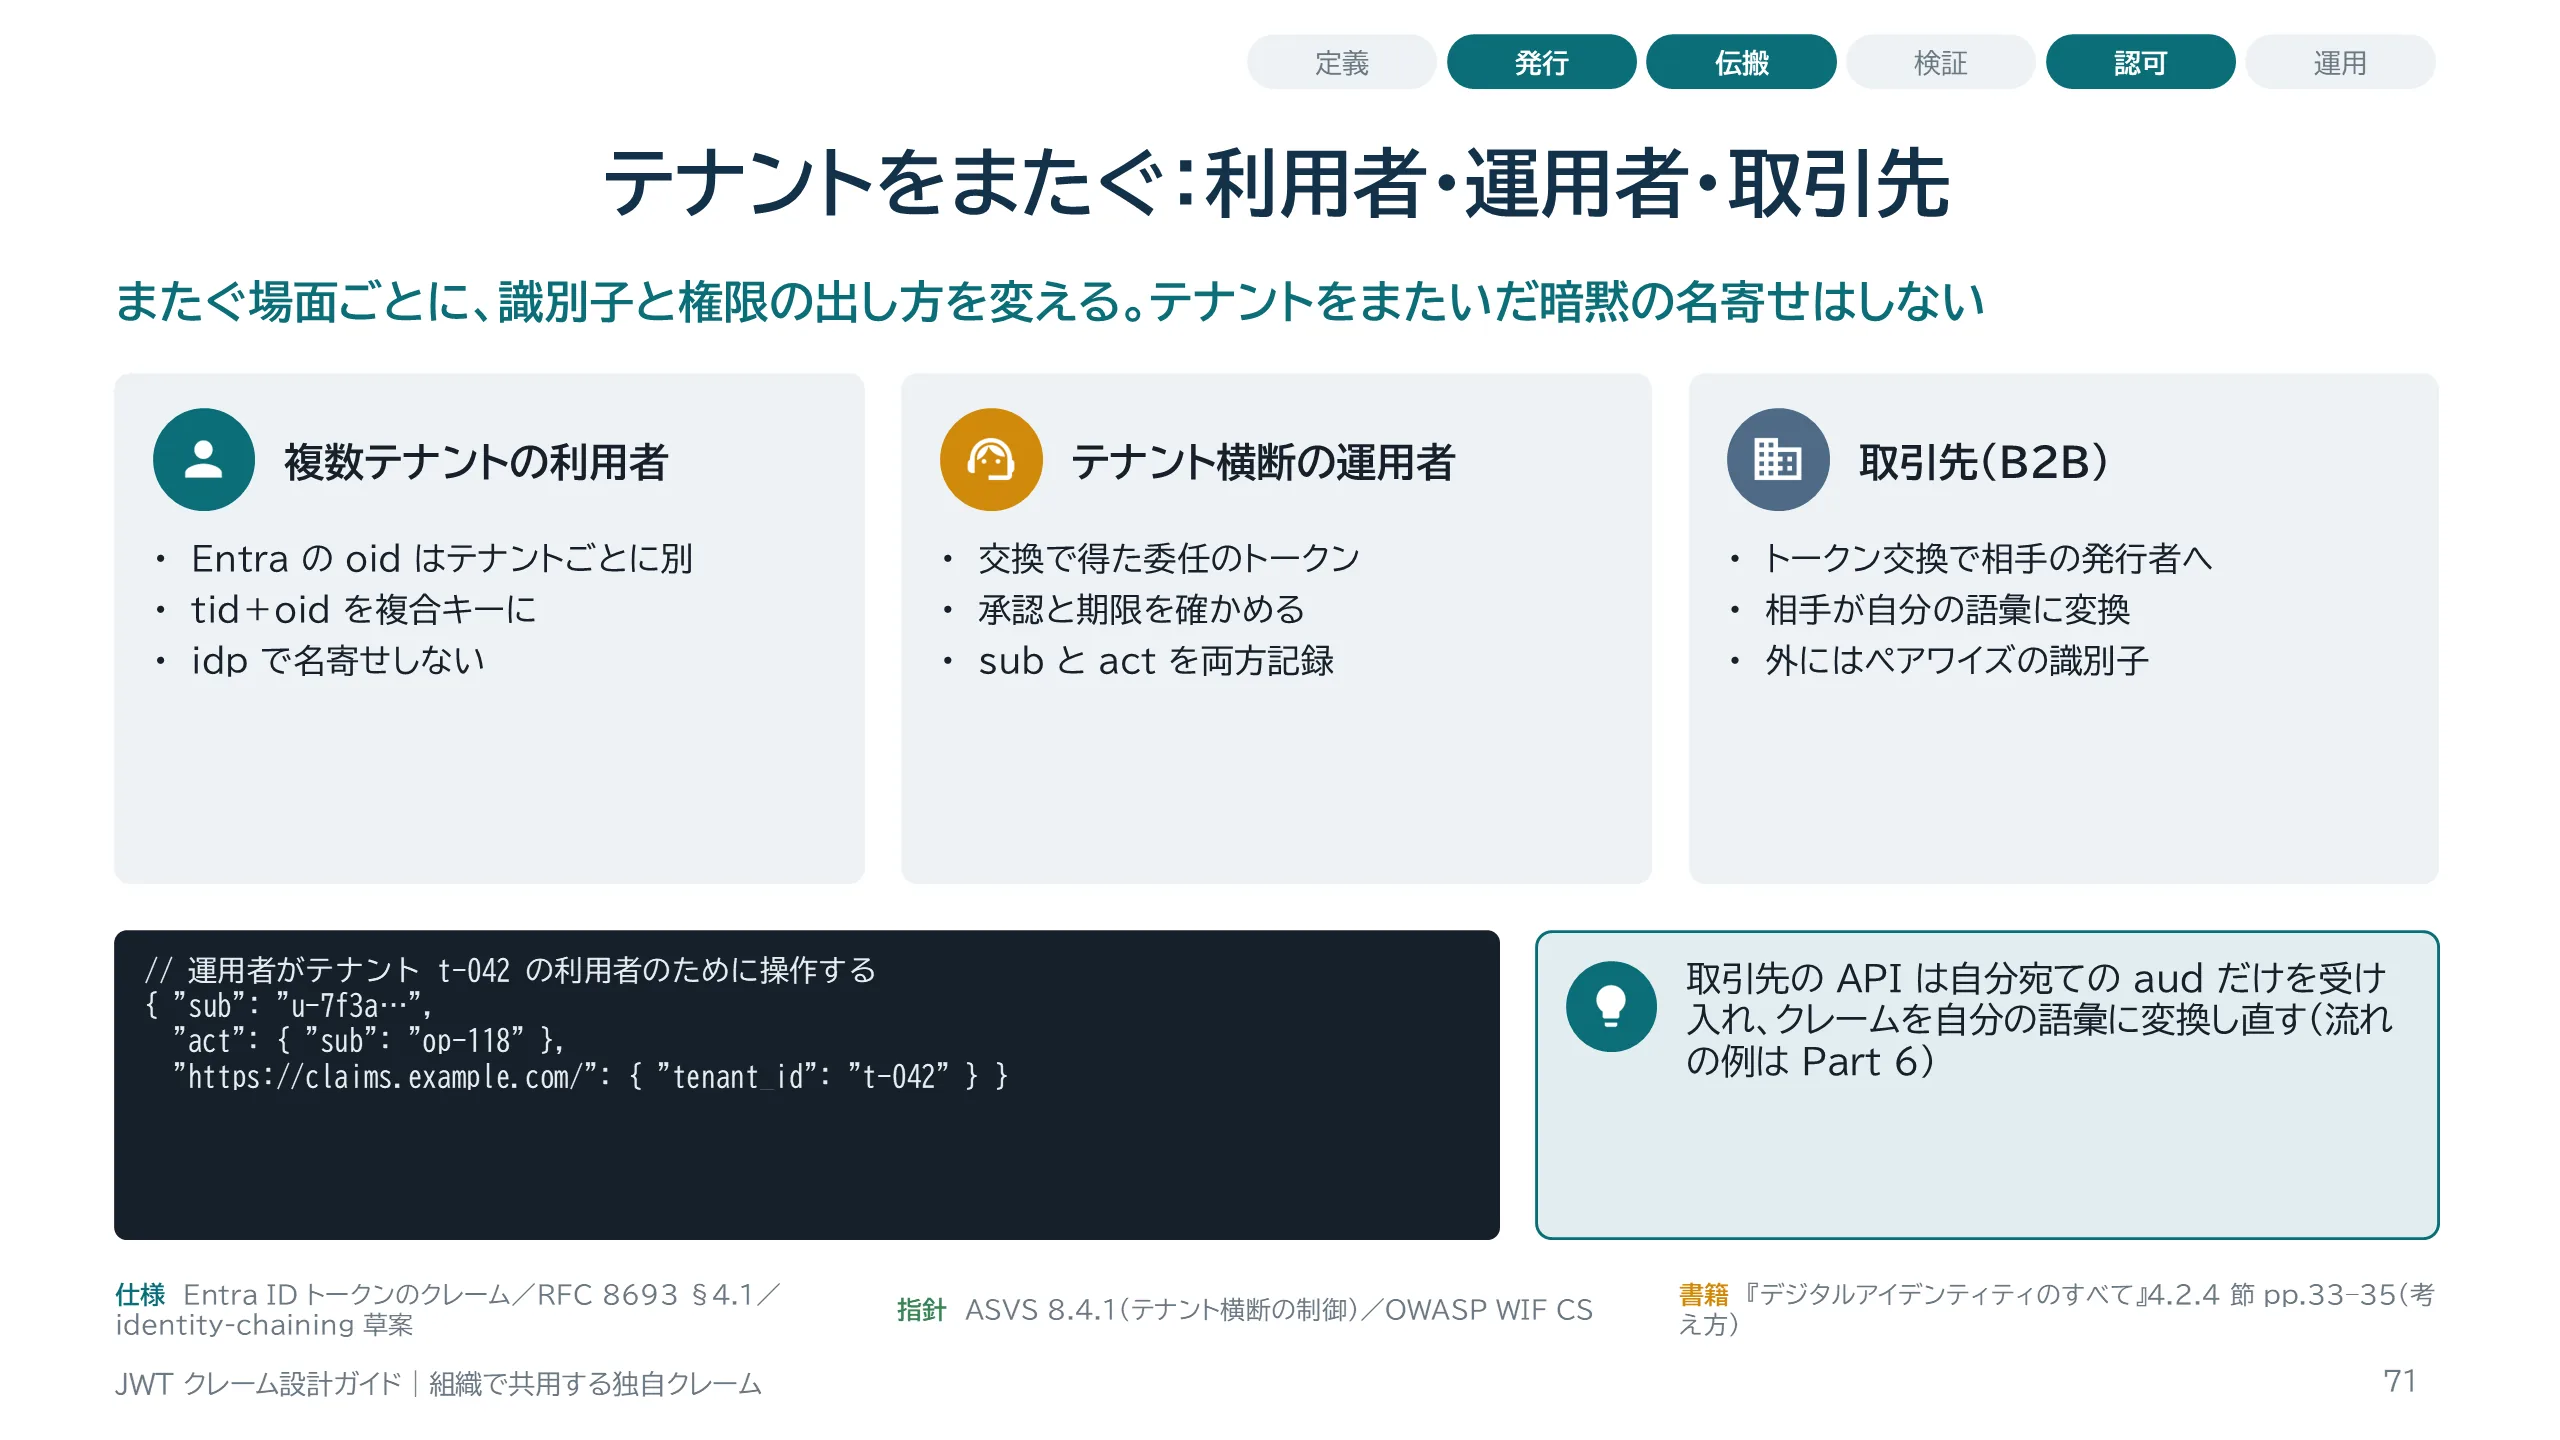 定義
発行
伝搬
検証
認可
運用
テナントをまたぐ：利用者・運用者・取引先
またぐ場面ごとに、識別子と権限の出し方を変える。テナントをまたいだ暗黙の名寄せはしない
複数テナントの利用者
・ Entra の oid はテナントごとに別
・ tid＋oid を複合キーに
・ idp で名寄せしない
テナント横断の運用者
・ 交換で得た委任のトークン
・ 承認と期限を確かめる
・ sub と act を両方記録
取引先（B2B）
・ トークン交換で相手の発行者へ
・ 相手が自分の語彙に変換
・ 外にはペアワイズの識別子
// 運用者がテナント t-042 の利用者のために操作する
{ ”sub”: ”u-7f3a…”,
”act”: { ”sub”: ”op-118” },
”https://claims.example.com/”: { ”tenant_id”: ”t-042” } }
取引先の API は自分宛ての aud だけを受け
入れ、クレームを自分の語彙に変換し直す（流れ
の例は Part 6）
仕様 Entra ID トークンのクレーム／RFC 8693 §4.1／
identity-chaining 草案
指針 ASVS 8.4.1（テナント横断の制御）／OWASP WIF CS
書籍 『デジタルアイデンティティのすべて』4.2.4 節 pp.33–35（考
え方）
JWT クレーム設計ガイド｜組織で共用する独自クレーム
71